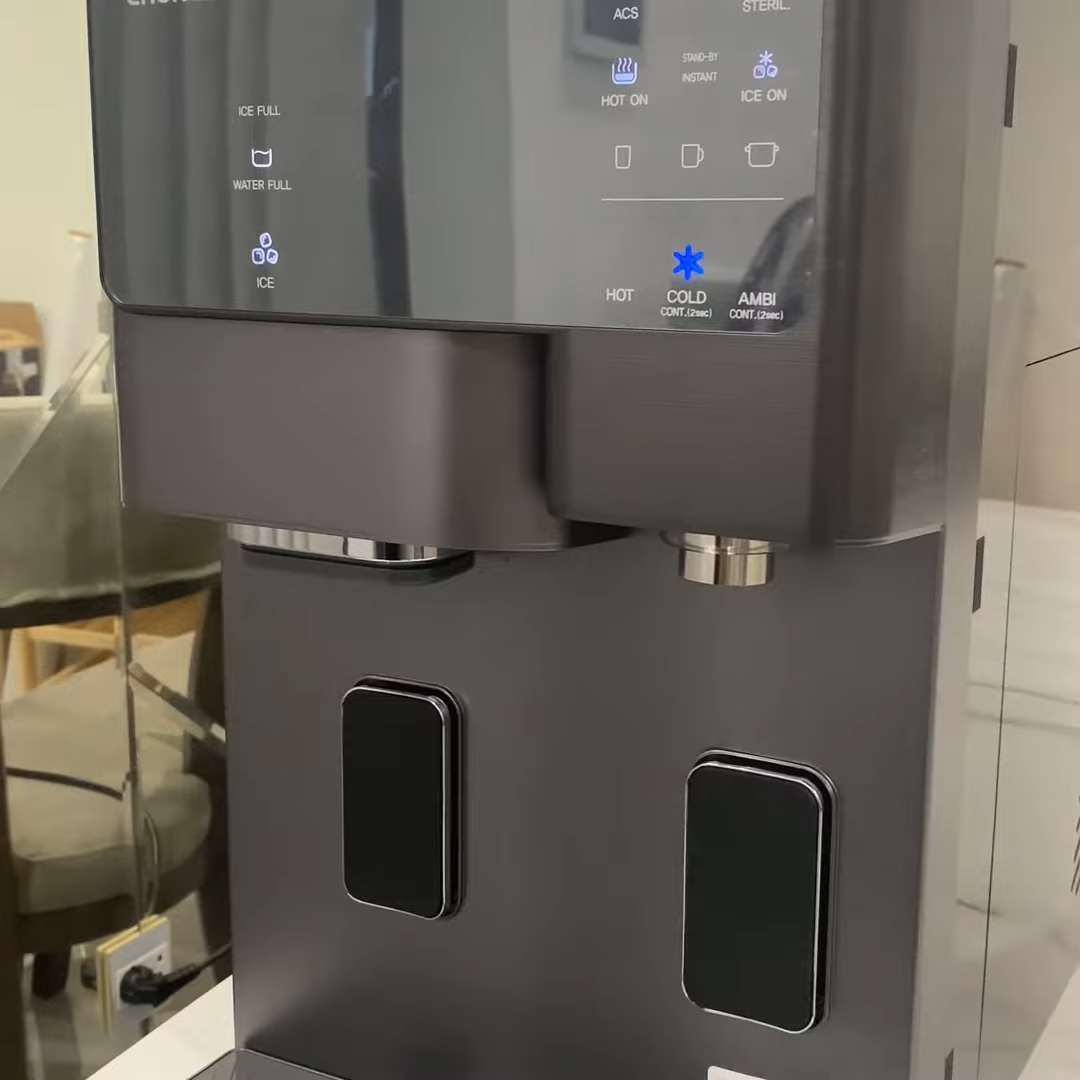 ACS
STERIL.
HOT ON
STAND-BY
INSTANT
ICE ON
ICE FULL
WATER FULL
ICE
HOT
COLD
CONT.(2sec)
AMBI
CONT.(2sec)